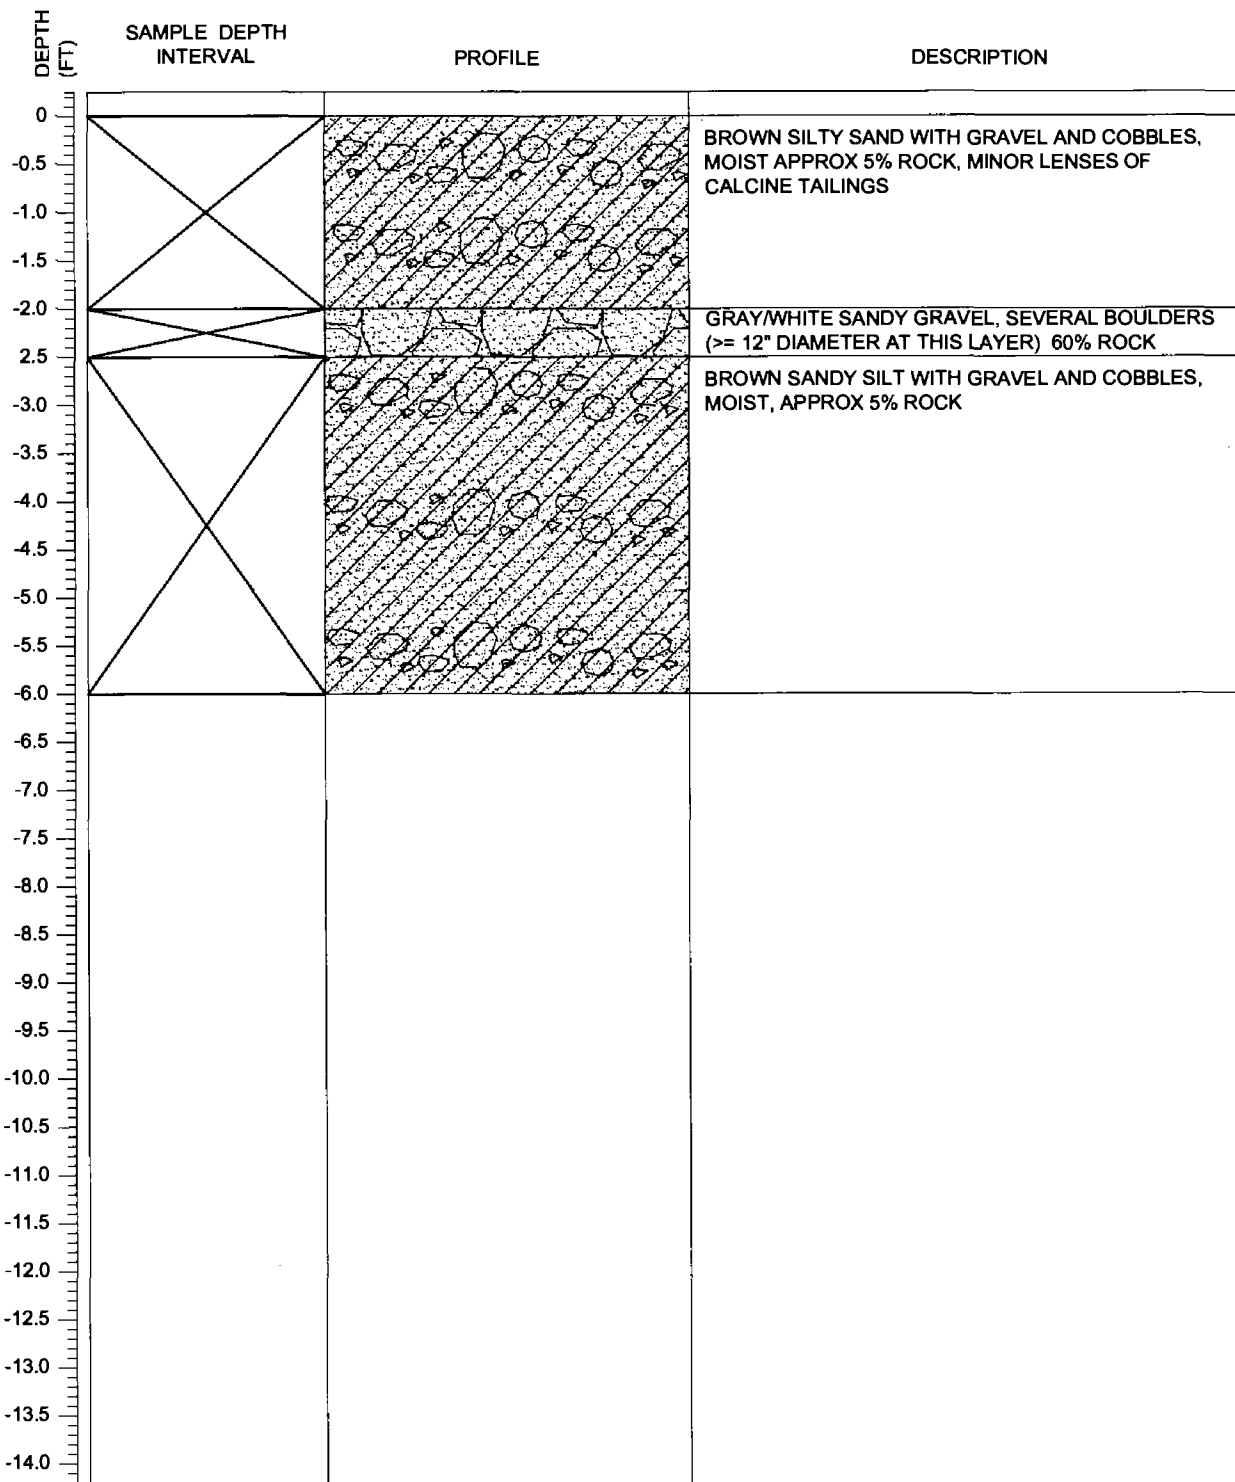 DEPTH
(FT)
SAMPLE DEPTH
INTERVAL
PROFILE
DESCRIPTION
0
-0.5
-1.0
-1.5
-2.0
-2.5
-3.0
-3.5
-4.0
-4.5
-5.0
-5.5
-6.0
-6.5
-7.0
-7.5
-8.0
-8.5
-9.0
-9.5
-10.0
-10.5
-11.0
-11.5
-12.0
-12.5
-13.0
-13.5
-14.0
BROWN SILTY SAND WITH GRAVEL AND COBBLES,
MOIST APPROX 5% ROCK, MINOR LENSES OF
CALCINE TAILINGS
GRAY/WHITE SANDY GRAVEL, SEVERAL BOULDERS
(>= 12" DIAMETER AT THIS LAYER) 60% ROCK
BROWN SANDY SILT WITH GRAVEL AND COBBLES,
MOIST, APPROX 5% ROCK